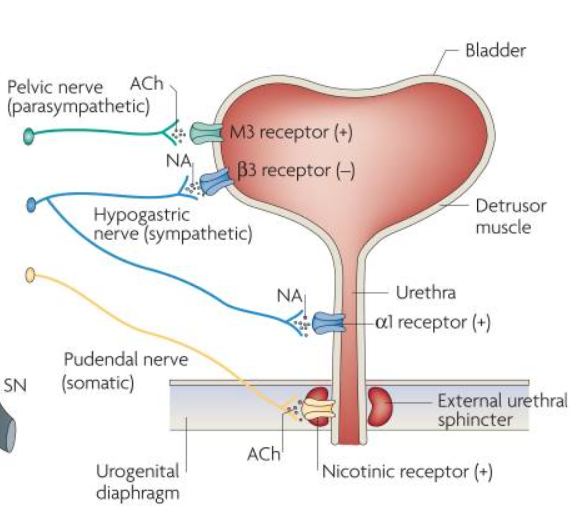 Bladder
Pelvic nerve
(parasympathetic)
ACh
M3 receptor (+)
NA
β3 receptor (–)
Hypogastric
nerve (sympathetic)
Detrusor
muscle
NA
Urethra
α1 receptor (+)
Pudendal nerve
(somatic)
SN
External urethral
sphincter
ACh
Urogenital
diaphragm
Nicotinic receptor (+)